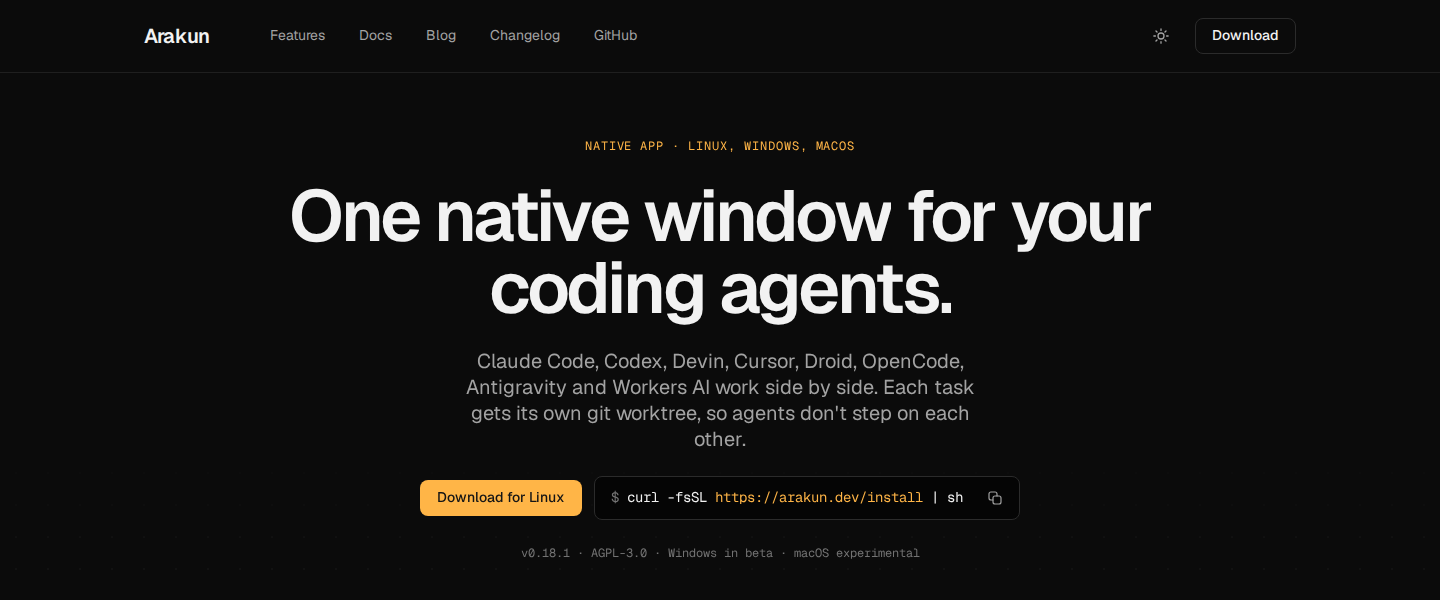 Arakun
Features
Docs
Blog
Changelog
GitHub
Download
NATIVE APP · LINUX, WINDOWS, MACOS
One native window for your
coding agents.
Claude Code, Codex, Devin, Cursor, Droid, OpenCode,
Antigravity and Workers AI work side by side. Each task
gets its own git worktree, so agents don't step on each
other.
Download for Linux
$ curl -fsSL https://arakun.dev/install | sh
v0.18.1 · AGPL-3.0 · Windows in beta · macOS experimental